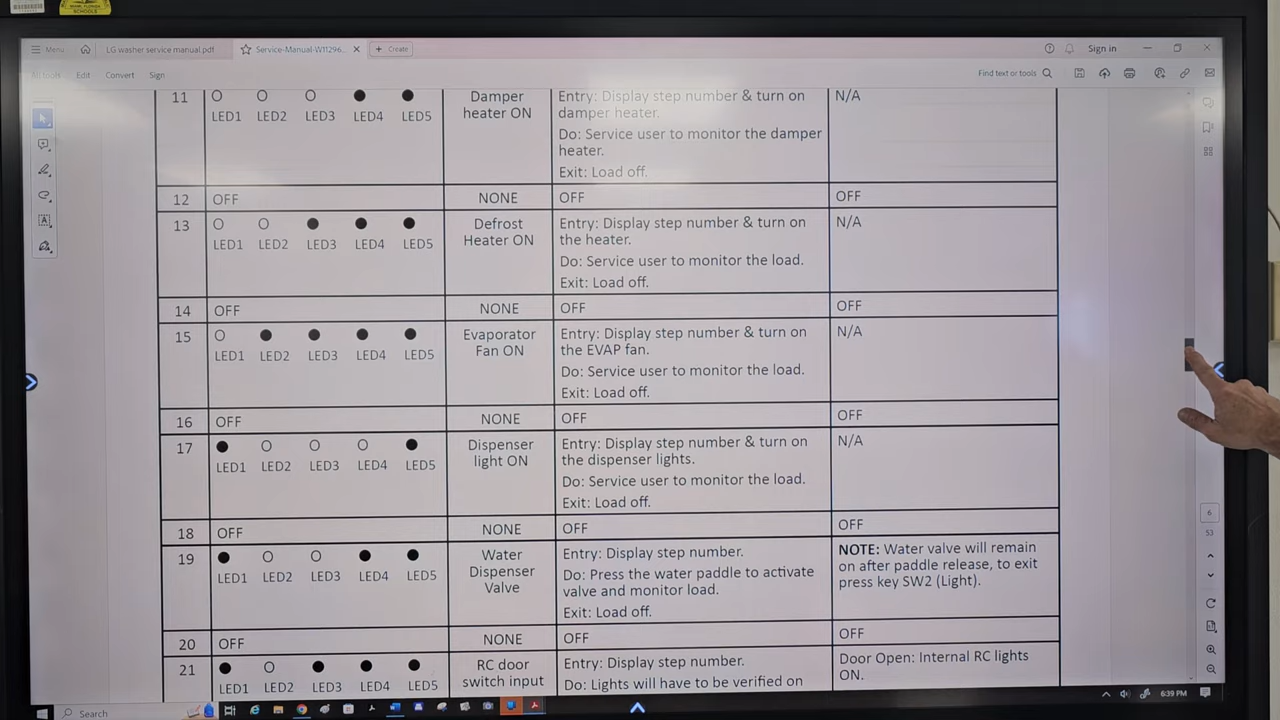 SCHOOLS
Menu
LG washer service manual.pdf
Service-Manual-W11296...
Create
Sign in
All tools
Edit
Convert
Sign
Find text or tools
11
LED1 LED2 LED3 LED4 LED5
Damper
heater ON
Entry: Display step number & turn on
damper heater.
Do: Service user to monitor the damper
heater.
Exit: Load off.
N/A
12
OFF
NONE
OFF
OFF
13
LED1 LED2 LED3 LED4 LED5
Defrost
Heater ON
Entry: Display step number & turn on
the heater.
Do: Service user to monitor the load.
Exit: Load off.
N/A
14
OFF
NONE
OFF
OFF
15
LED1 LED2 LED3 LED4 LED5
Evaporator
Fan ON
Entry: Display step number & turn on
the EVAP fan.
Do: Service user to monitor the load.
Exit: Load off.
N/A
16
OFF
NONE
OFF
OFF
17
LED1 LED2 LED3 LED4 LED5
Dispenser
light ON
Entry: Display step number & turn on
the dispenser lights.
Do: Service user to monitor the load.
Exit: Load off.
N/A
18
OFF
NONE
OFF
OFF
19
LED1 LED2 LED3 LED4 LED5
Water
Dispenser
Valve
Entry: Display step number.
Do: Press the water paddle to activate
valve and monitor load.
Exit: Load off.
NOTE: Water valve will remain
on after paddle release, to exit
press key SW2 (Light).
20
OFF
NONE
OFF
OFF
21
LED1 LED2 LED3 LED4 LED5
RC door
switch input
Entry: Display step number.
Do: Lights will have to be verified on
Door Open: Internal RC lights
ON.
6
53
Search
6:39 PM